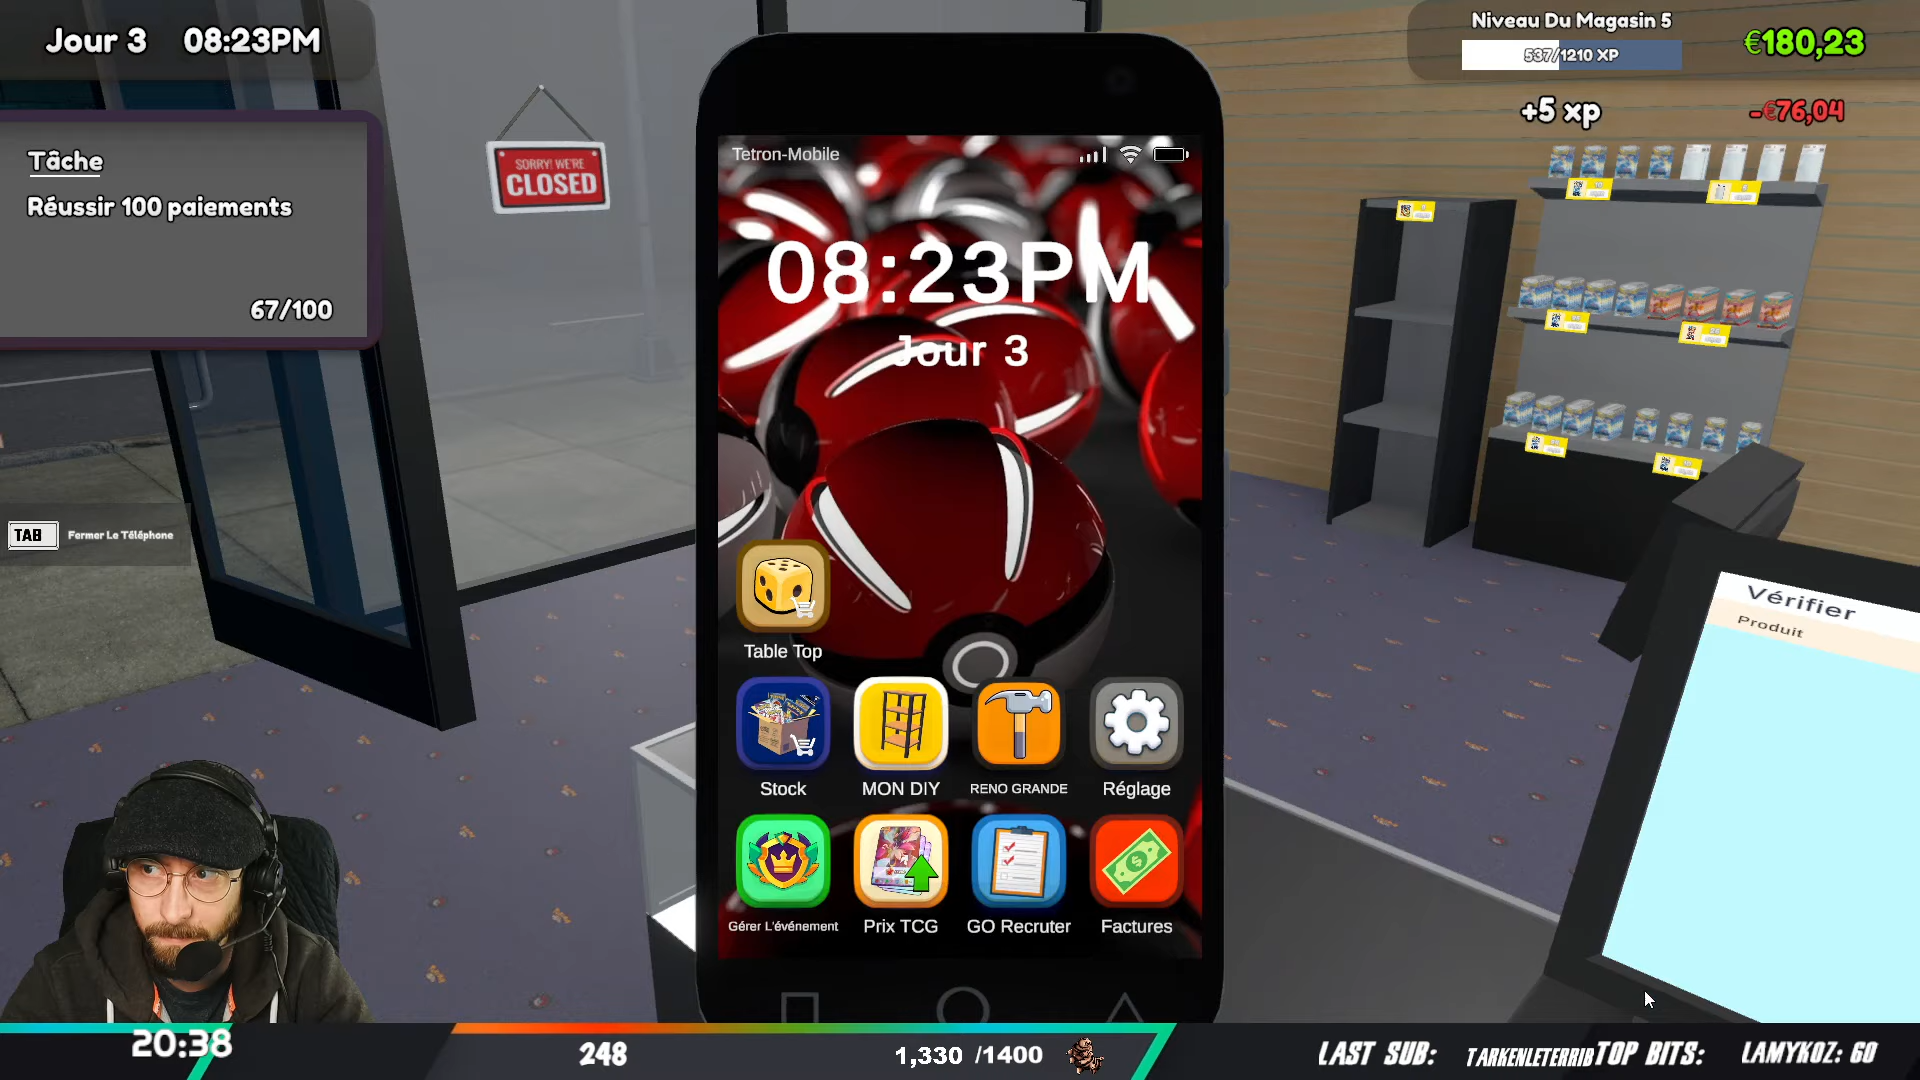 Jour 3 08:23PM
Niveau Du Magasin 5
537/1210 XP
€180,23
+5 xp
-€76,04
Tâche
Réussir 100 paiements
67/100
SORRY! WE'RE
CLOSED
Tetron-Mobile
08:23PM
Jour 3
TAB Fermer Le Téléphone
Table Top
Stock
MON DIY
RENO GRANDE
Réglage
Gérer L'événement
Prix TCG
GO Recruter
Factures
Vérifier
Produit
20:38
248
1,330 /1400
LAST SUB: TARKENLETERRIB
TOP BITS: LAMYKOZ: 60